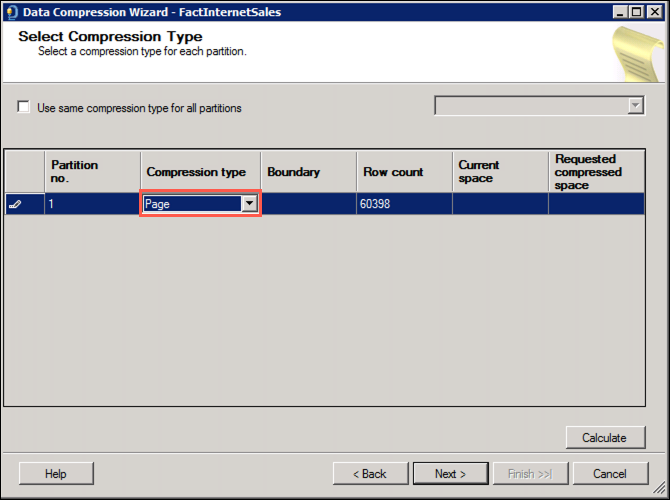 Data Compression Wizard - FactInternetSales
Select Compression Type
Select a compression type for each partition.
Use same compression type for all partitions
Partition no. Compression type Boundary Row count Current space Requested compressed space
1 Page 60398
Calculate
Help < Back Next > Finish >>| Cancel